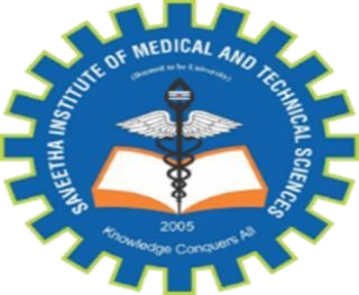 SAVEETHA INSTITUTE OF MEDICAL AND TECHNICAL SCIENCES
(Deemed to be University)
2005
Knowledge Conquers All